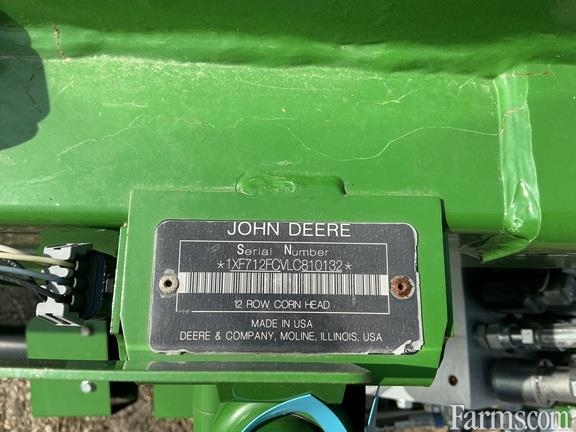 JOHN DEERE
Serial Number
*1XF712FCVLC810132*
12 ROW CORN HEAD
MADE IN USA
DEERE & COMPANY, MOLINE, ILLINOIS, USA
Farms.com